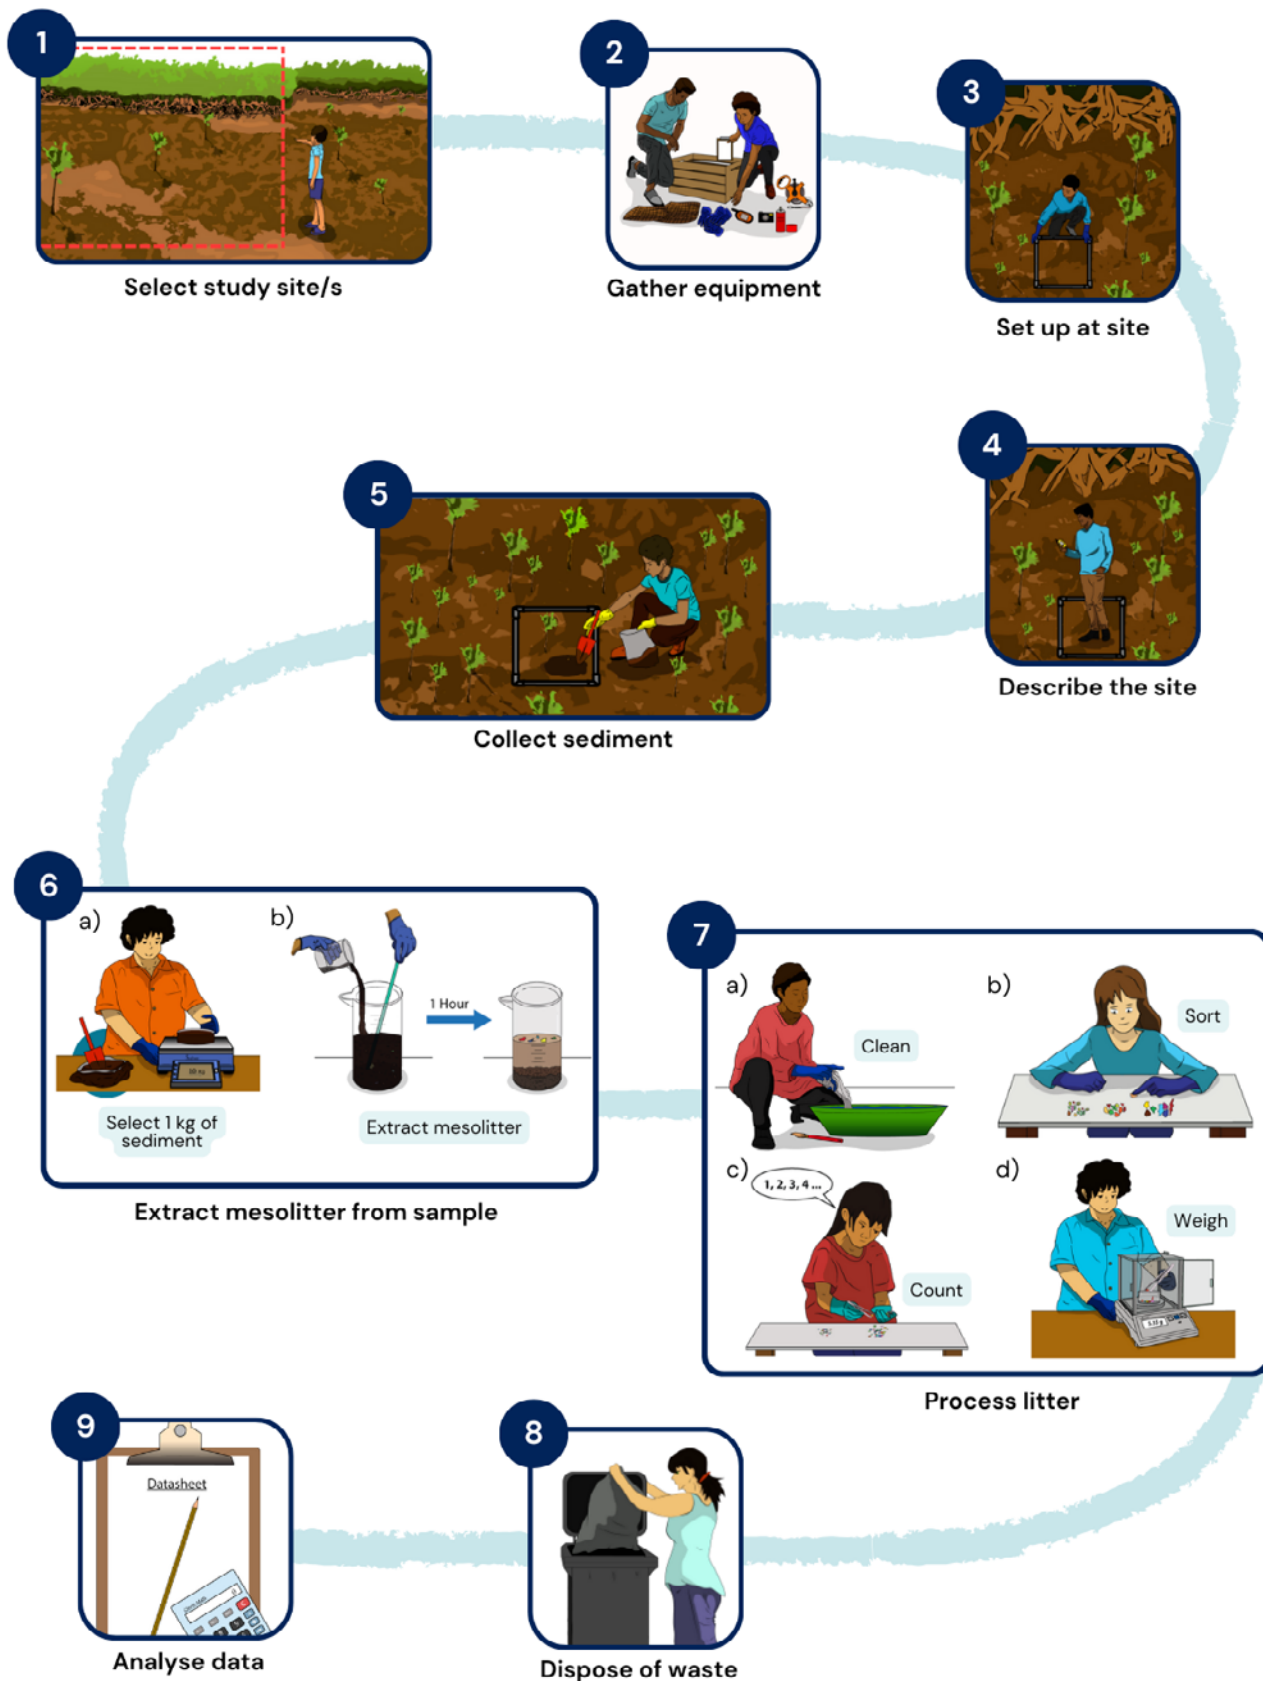 1
Select study site/s
2
Gather equipment
3
Set up at site
4
Describe the site
5
Collect sediment
6
a)
Select 1 kg of
sediment
b)
1 Hour
Extract mesolitter
Extract mesolitter from sample
7
a)
Clean
b)
Sort
c)
1, 2, 3, 4 ...
Count
d)
Weigh
Process litter
8
Dispose of waste
9
Datasheet
Analyse data